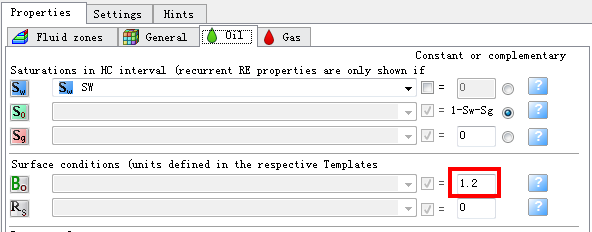 Properties Settings Hints
Fluid zones General Oil Gas
Constant or complementary
Saturations in HC interval (recurrent RE properties are only shown if
Sw Sw SW = 0 ?
So = 1-Sw-Sg ?
Sg = 0
Surface conditions (units defined in the respective Templates
Bo = 1.2 ?
Rs = 0 ?